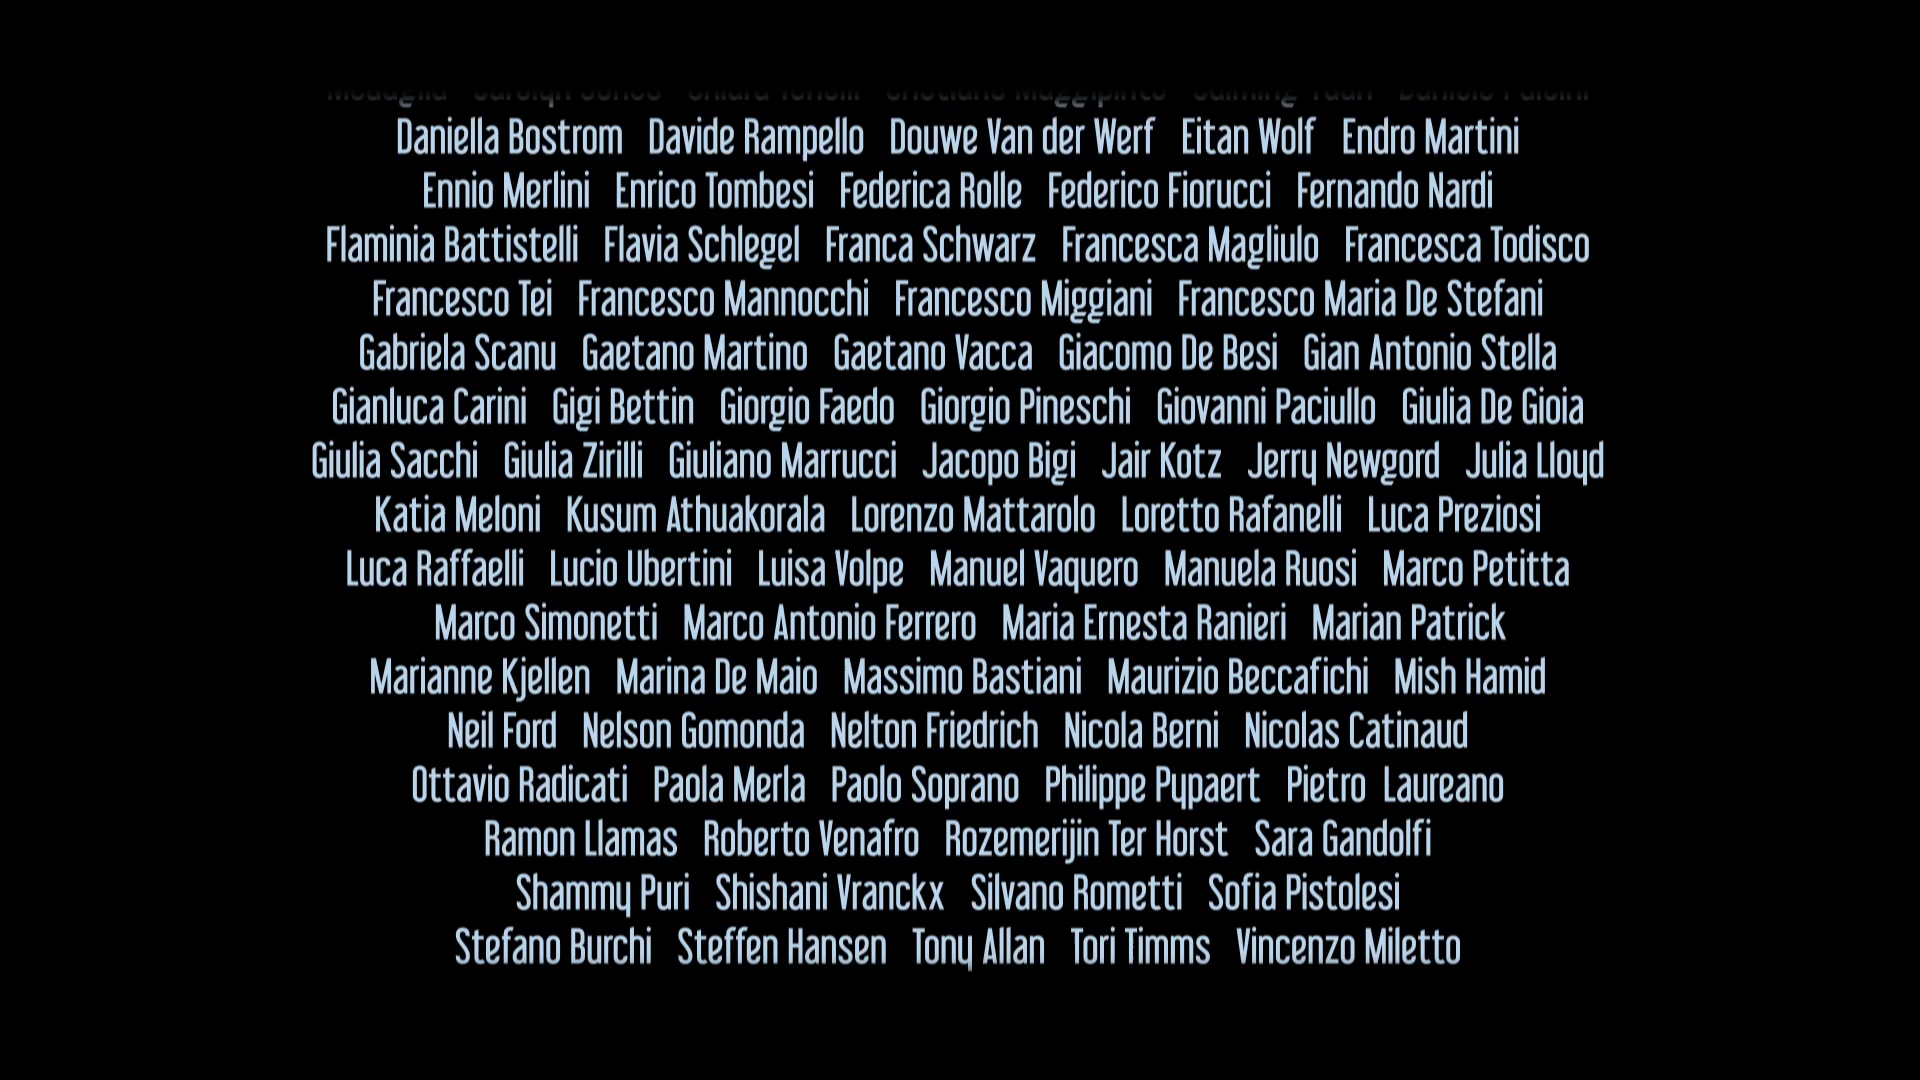 Daniella Bostrom Davide Rampello Douwe Van der Werf Eitan Wolf Endro Martini
Ennio Merlini Enrico Tombesi Federica Rolle Federico Fiorucci Fernando Nardi
Flaminia Battistelli Flavia Schlegel Franca Schwarz Francesca Magliulo Francesca Todisco
Francesco Tei Francesco Mannocchi Francesco Miggiani Francesco Maria De Stefani
Gabriela Scanu Gaetano Martino Gaetano Vacca Giacomo De Besi Gian Antonio Stella
Gianluca Carini Gigi Bettin Giorgio Faedo Giorgio Pineschi Giovanni Paciullo Giulia De Gioia
Giulia Sacchi Giulia Zirilli Giuliano Marrucci Jacopo Bigi Jair Kotz Jerry Newgord Julia Lloyd
Katia Meloni Kusum Athuakorala Lorenzo Mattarolo Loretto Rafanelli Luca Preziosi
Luca Raffaelli Lucio Ubertini Luisa Volpe Manuel Vaquero Manuela Ruosi Marco Petitta
Marco Simonetti Marco Antonio Ferrero Maria Ernesta Ranieri Marian Patrick
Marianne Kjellen Marina De Maio Massimo Bastiani Maurizio Beccafichi Mish Hamid
Neil Ford Nelson Gomonda Nelton Friedrich Nicola Berni Nicolas Catinaud
Ottavio Radicati Paola Merla Paolo Soprano Philippe Pypaert Pietro Laureano
Ramon Llamas Roberto Venafro Rozemerijin Ter Horst Sara Gandolfi
Shammy Puri Shishani Vranckx Silvano Rometti Sofia Pistolesi
Stefano Burchi Steffen Hansen Tony Allan Tori Timms Vincenzo Miletto